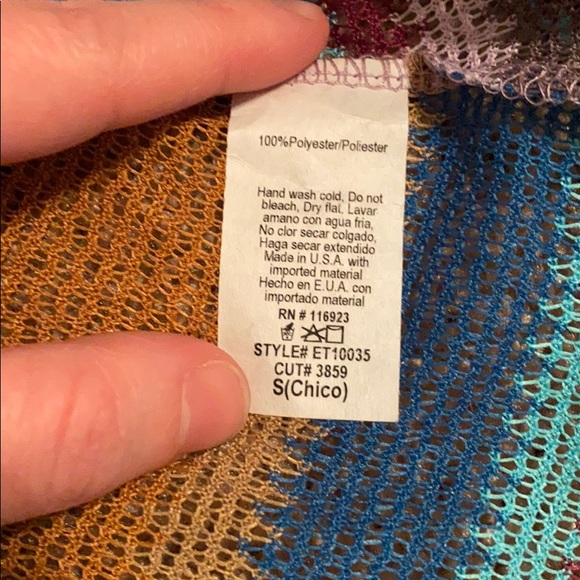 100%Polyester/Poliester
Hand wash cold, Do not
bleach, Dry flat, Lavar
amano con agua fria,
No clor secar colgado,
Haga secar extendido
Made in U.S.A. with
imported material
Hecho en E.U.A. con
importado material
RN # 116923
STYLE# ET10035
CUT# 3859
S(Chico)